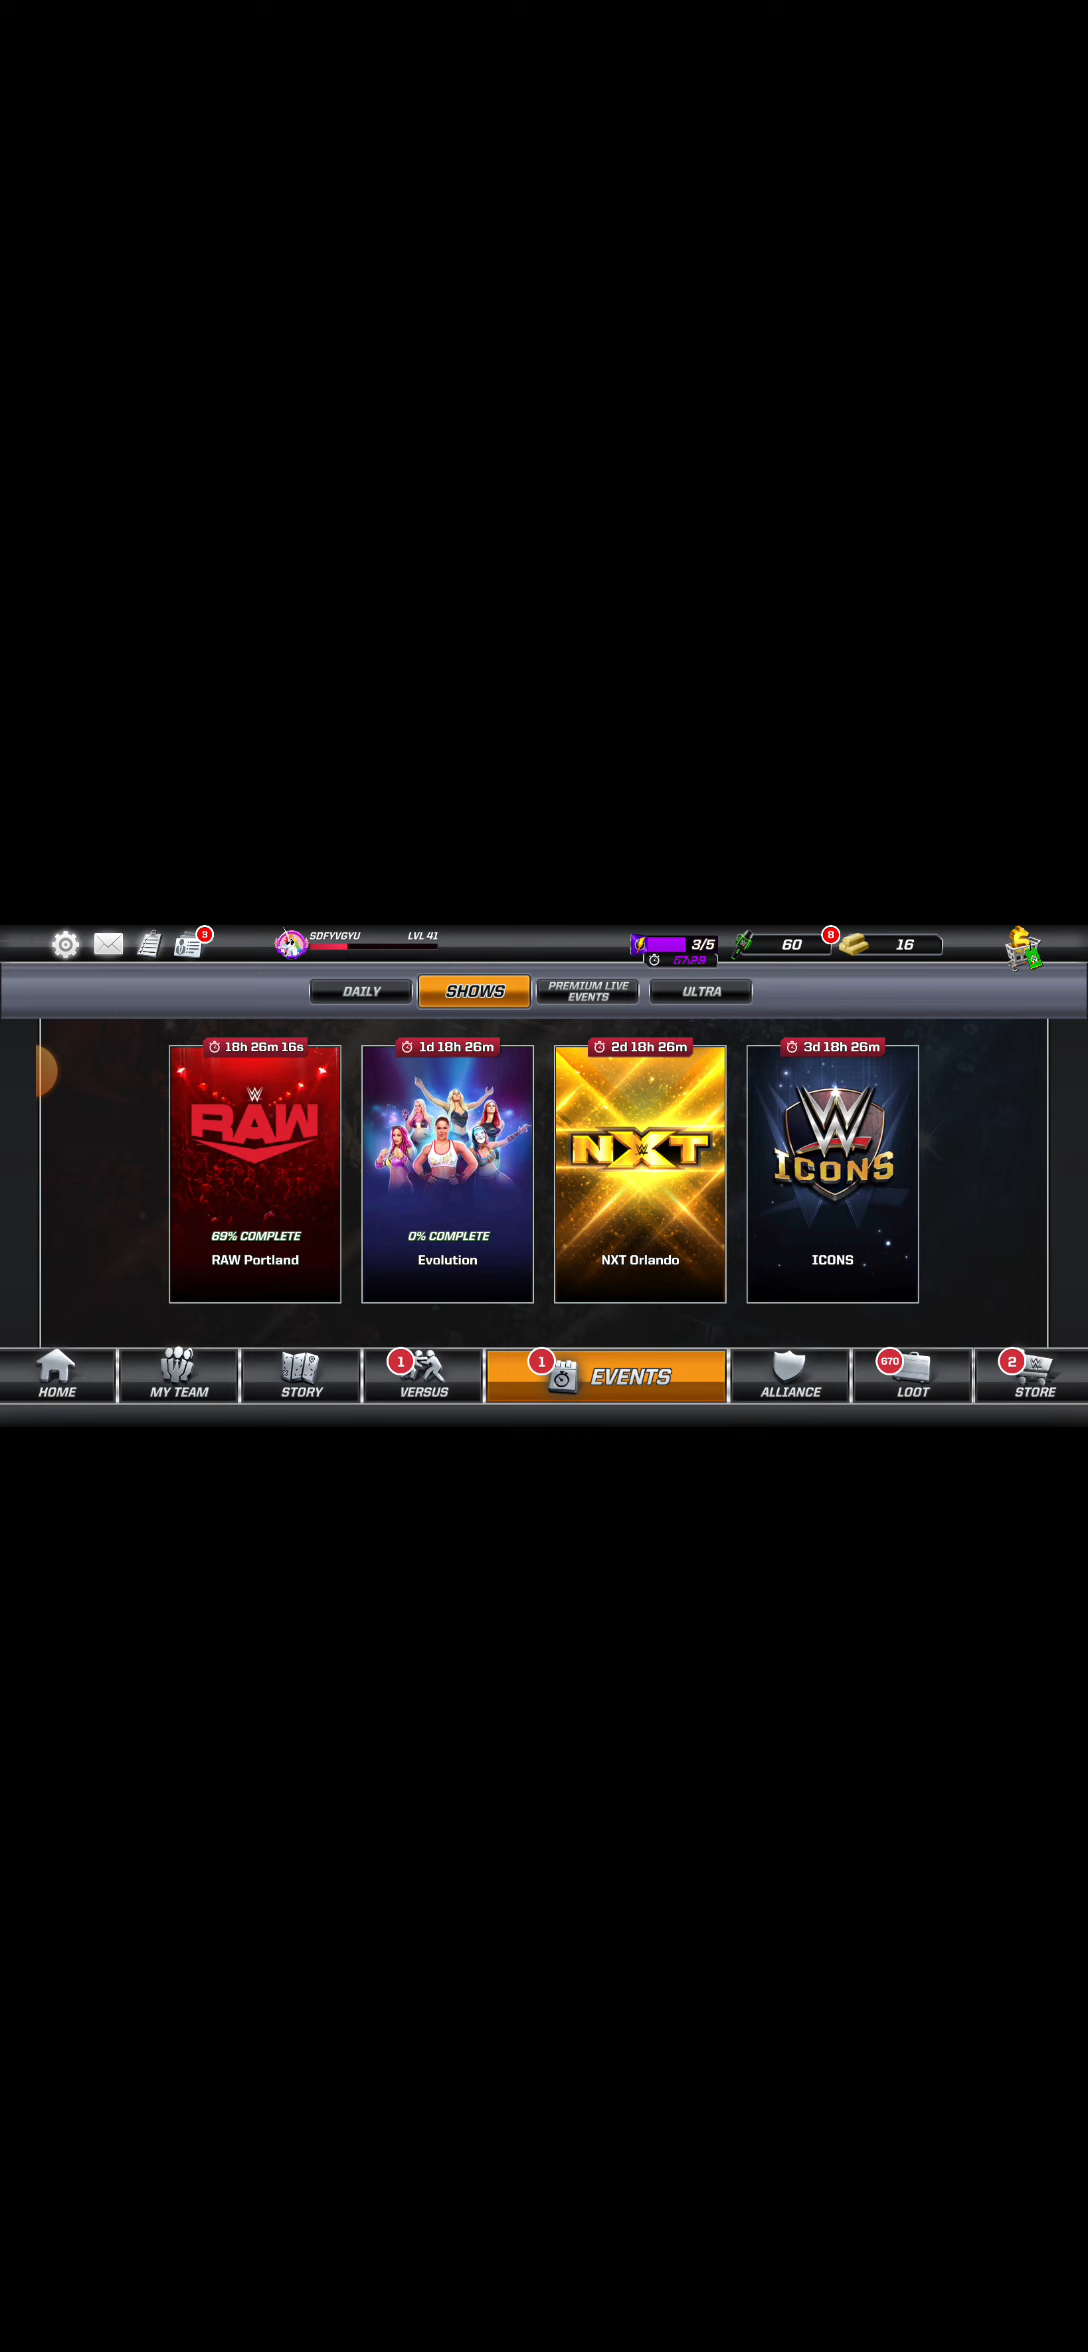 3
SDFYVGYU LVL 41
3/5
57:29
60
8
16
DAILY
SHOWS
PREMIUM LIVE
EVENTS
ULTRA
18h 26m 16s
1d 18h 26m
2d 18h 26m
3d 18h 26m
W
RAW
NXT
W
ICONS
69% COMPLETE
0% COMPLETE
RAW Portland
Evolution
NXT Orlando
ICONS
1
1
670
2
HOME
MY TEAM
STORY
VERSUS
EVENTS
ALLIANCE
LOOT
STORE